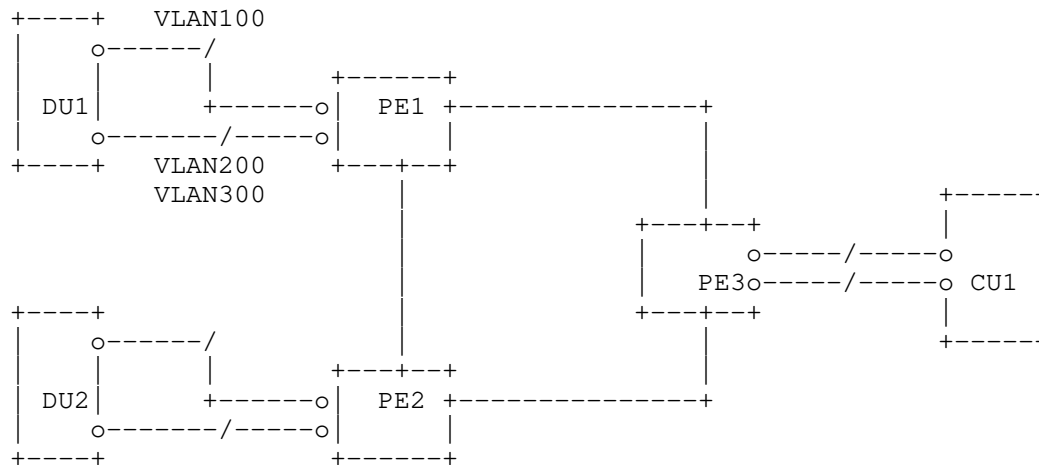 VLAN100
DU1 PE1
VLAN200
VLAN300
PE3 CU1
DU2 PE2